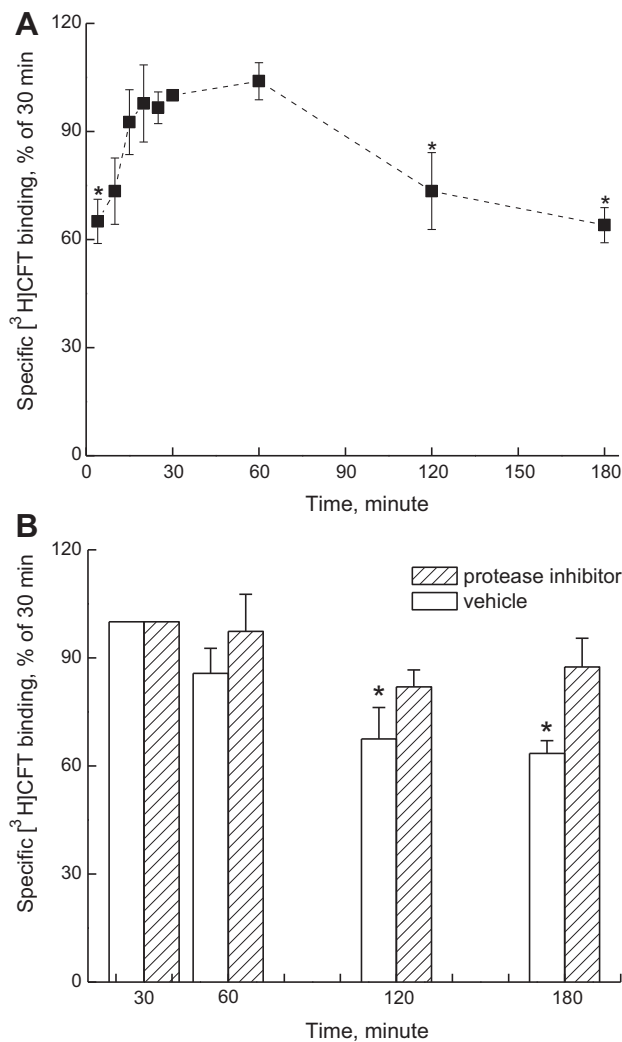 A
Specific [³ H]CFT binding, % of 30 min
120
90
60
30
0
*
*
*
0 30 60 90 120 150 180
Time, minute
B
Specific [³ H]CFT binding, % of 30 min
120
90
60
30
0
protease inhibitor
vehicle
*
*
30 60 120 180
Time, minute